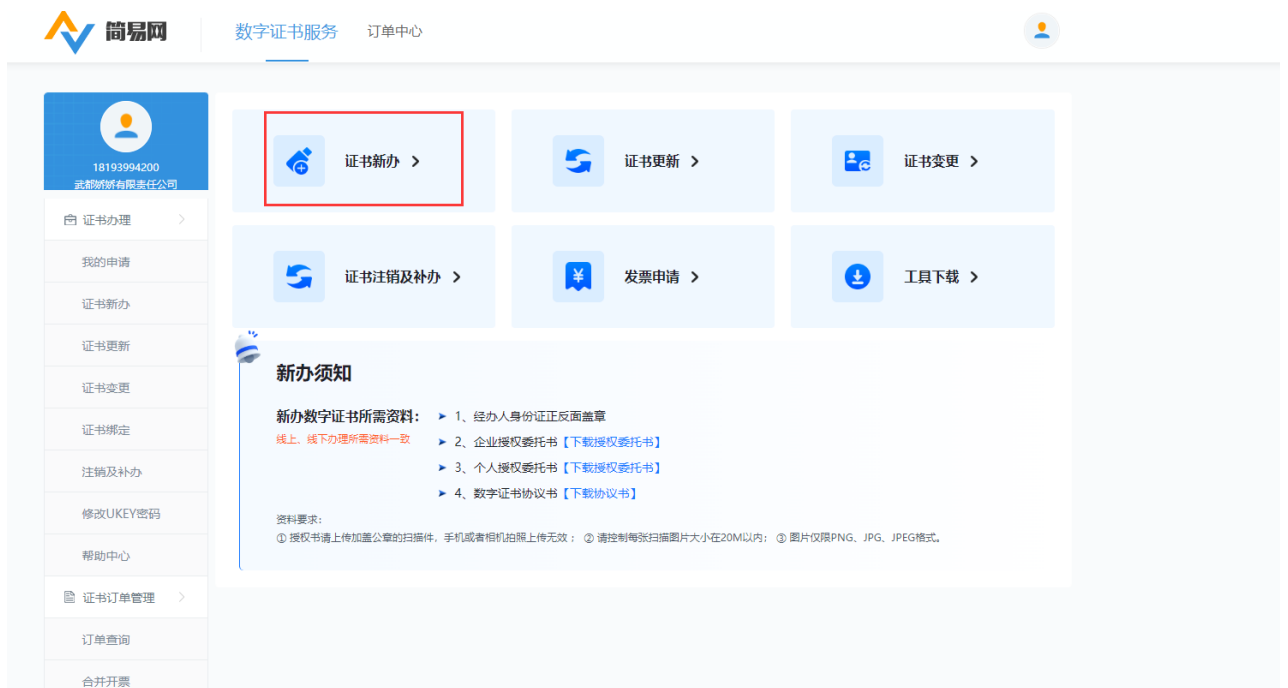 简易网
数字证书服务
订单中心
18193994200
武都娇娇有限责任公司
证书办理
我的申请
证书新办
证书更新
证书变更
证书绑定
注销及补办
修改UKEY密码
帮助中心
证书订单管理
订单查询
合并开票
证书新办
证书更新
证书变更
证书注销及补办
发票申请
工具下载
新办须知
新办数字证书所需资料：
线上、线下办理所需资料一致
1、经办人身份证正反面盖章
2、企业授权委托书【下载授权委托书】
3、个人授权委托书【下载授权委托书】
4、数字证书协议书【下载协议书】
资料要求：
① 授权书请上传加盖公章的扫描件，手机或者相机拍照上传无效； ② 请控制每张扫描图片大小在20M以内； ③ 图片仅限PNG、JPG、JPEG格式。